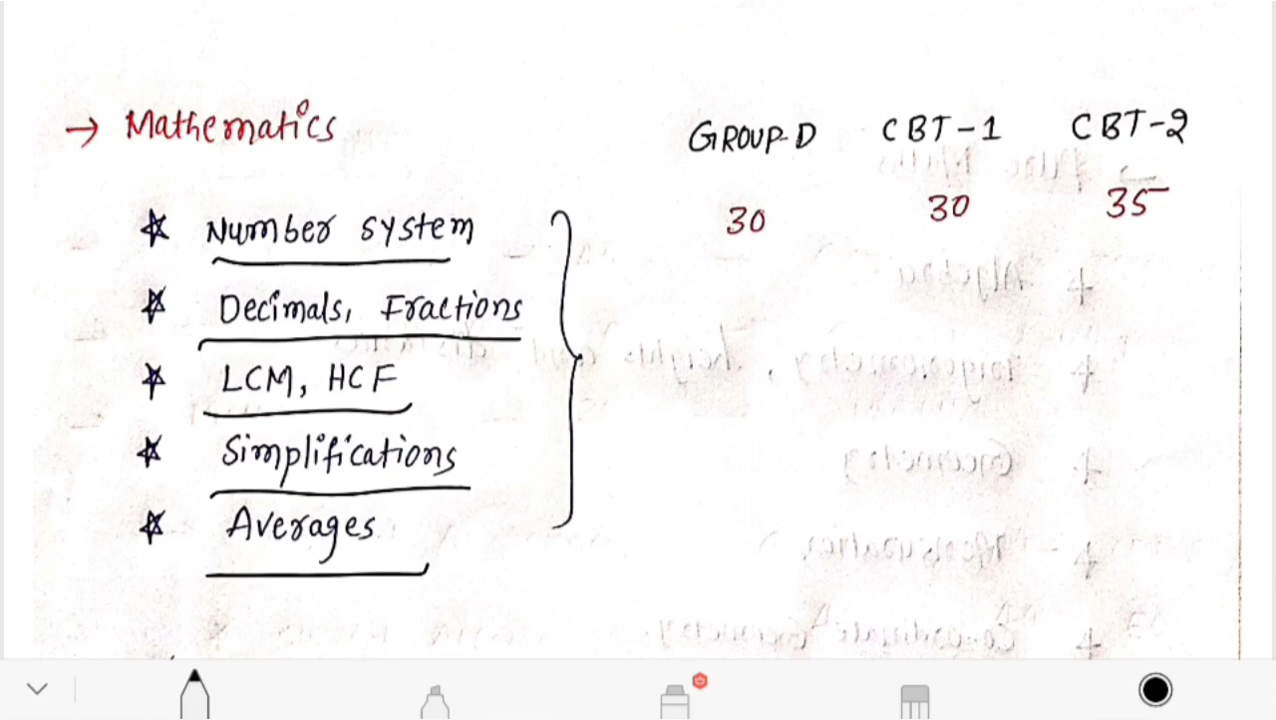 → Mathematics GROUP-D CBT-1 CBT-2
30 30 35
* Number system
* Decimals, Fractions
* LCM, HCF
* Simplifications
* Averages